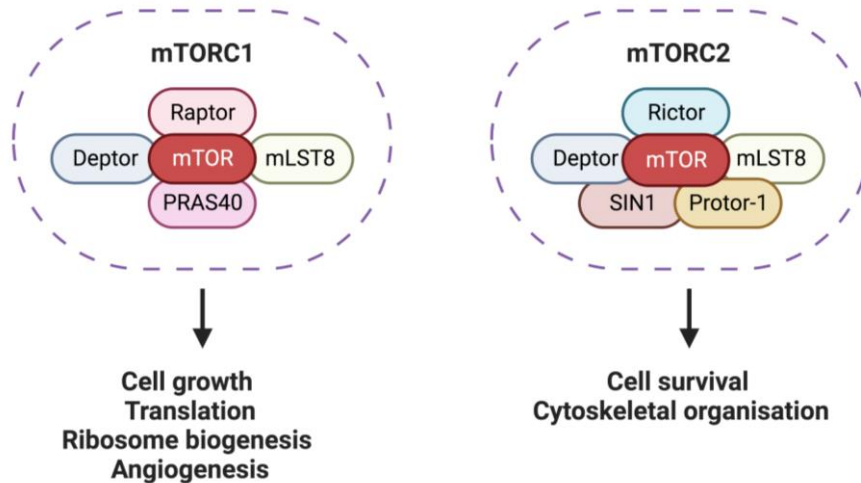 mTORC1
Raptor
Deptor mTOR mLST8
PRAS40
Cell growth
Translation
Ribosome biogenesis
Angiogenesis
mTORC2
Rictor
Deptor mTOR mLST8
SIN1 Protor-1
Cell survival
Cytoskeletal organisation